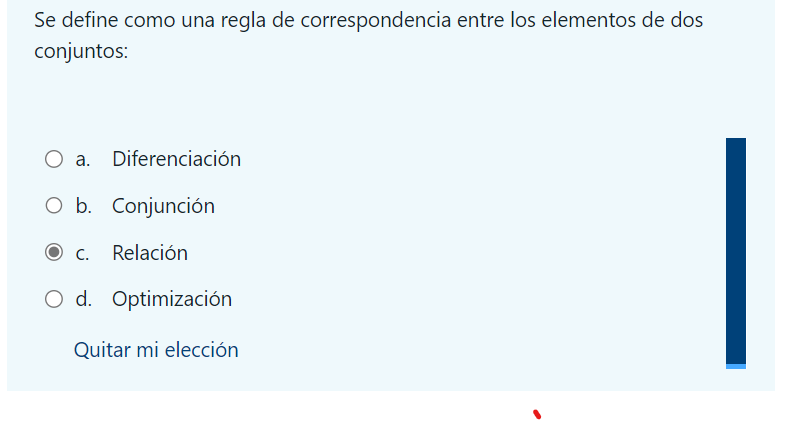 Se define como una regla de correspondencia entre los elementos de dos
conjuntos:
a. Diferenciación
b. Conjunción
c. Relación
d. Optimización
Quitar mi elección